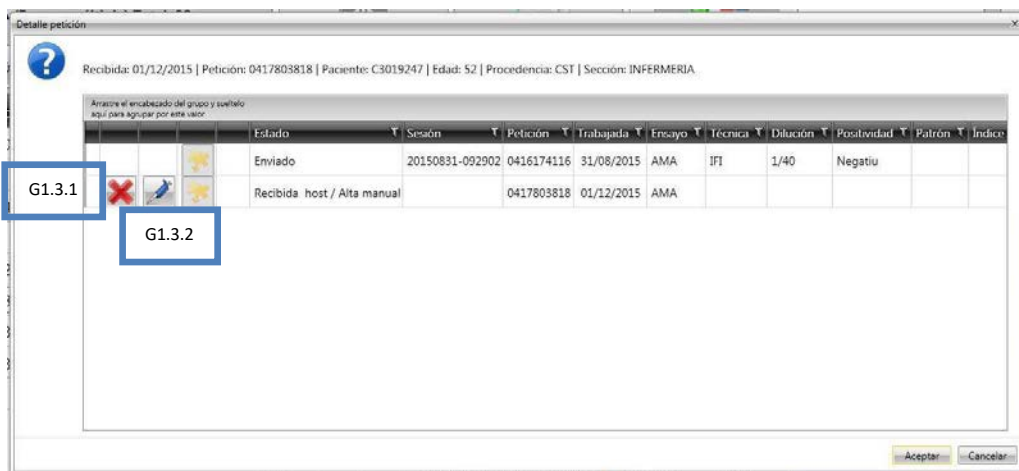 Detalle petición
Recibida: 01/12/2015 | Petición: 0417803818 | Paciente: C3019247 | Edad: 52 | Procedencia: CST | Sección: INFERMERIA
Arrastre el encabezado del grupo y sueltelo
aquí para agrupar por este valor
Estado Sesión Petición Trabajada Ensayo Técnica Dilución Positividad Patrón Índice
Enviado 20150831-092902 0416174116 31/08/2015 AMA IFI 1/40 Negatiu
G1.3.1 Recibida host / Alta manual 0417803818 01/12/2015 AMA
G1.3.2
Aceptar Cancelar